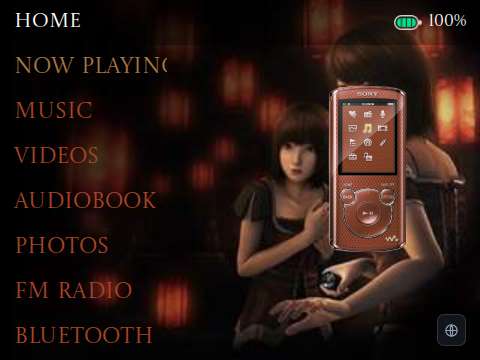 HOME
100%
NOW PLAYING
MUSIC
VIDEOS
AUDIOBOOK
PHOTOS
FM RADIO
BLUETOOTH
SONY